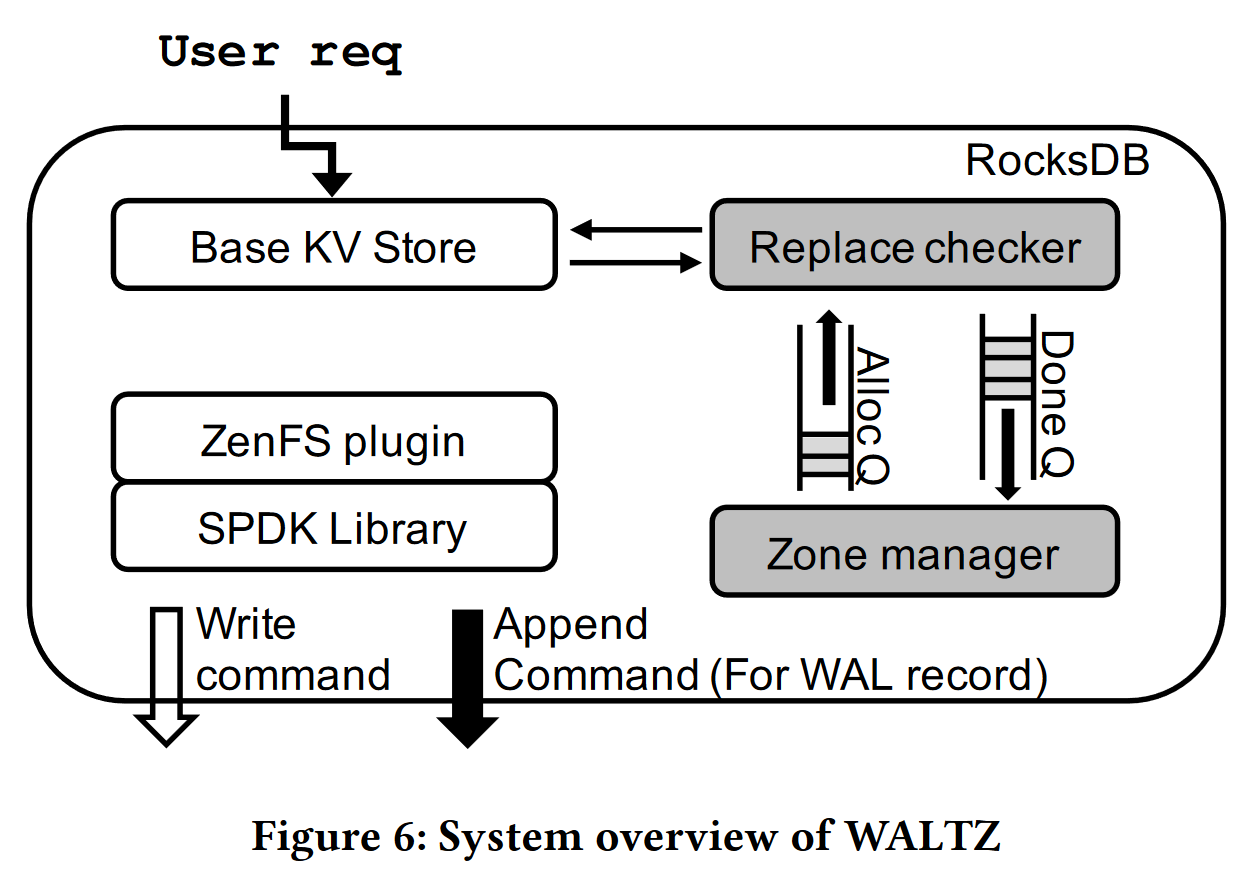 User req
RocksDB
Base KV Store
Replace checker
Alloc Q
Done Q
ZenFS plugin
SPDK Library
Zone manager
Write
command
Append
Command (For WAL record)
Figure 6: System overview of WALTZ